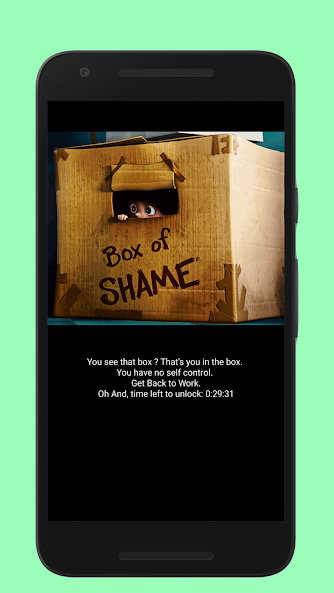 Box of
SHAME
You see that box ? That's you in the box.
You have no self control.
Get Back to Work.
Oh And, time left to unlock: 0:29:31